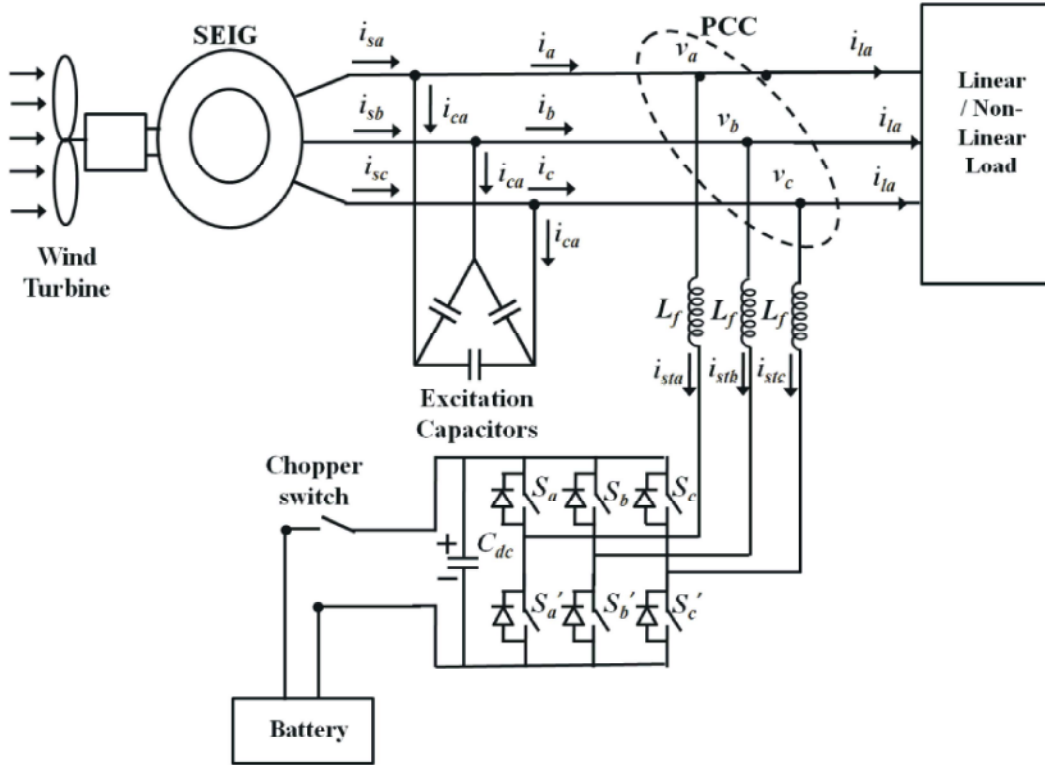 SEIG
PCC
i_sa
i_a
v_a
i_la
i_ca
i_sb
i_b
v_b
i_la
i_ca
i_sc
i_c
v_c
i_la
i_ca
Linear
/ Non-
Linear
Load
Wind
Turbine
L_f
L_f
L_f
i_sta
i_stb
i_stc
Excitation
Capacitors
Chopper
switch
+
C_dc
−
S_a
S_b
S_c
S_a′
S_b′
S_c′
Battery